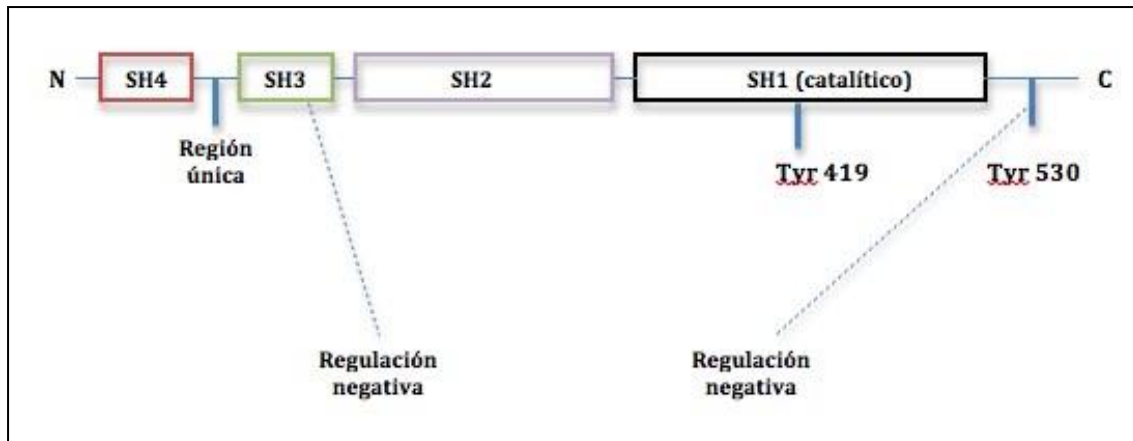 N
SH4
SH3
SH2
SH1 (catalítico)
C
Región
única
Tyr 419
Tyr 530
Regulación
negativa
Regulación
negativa